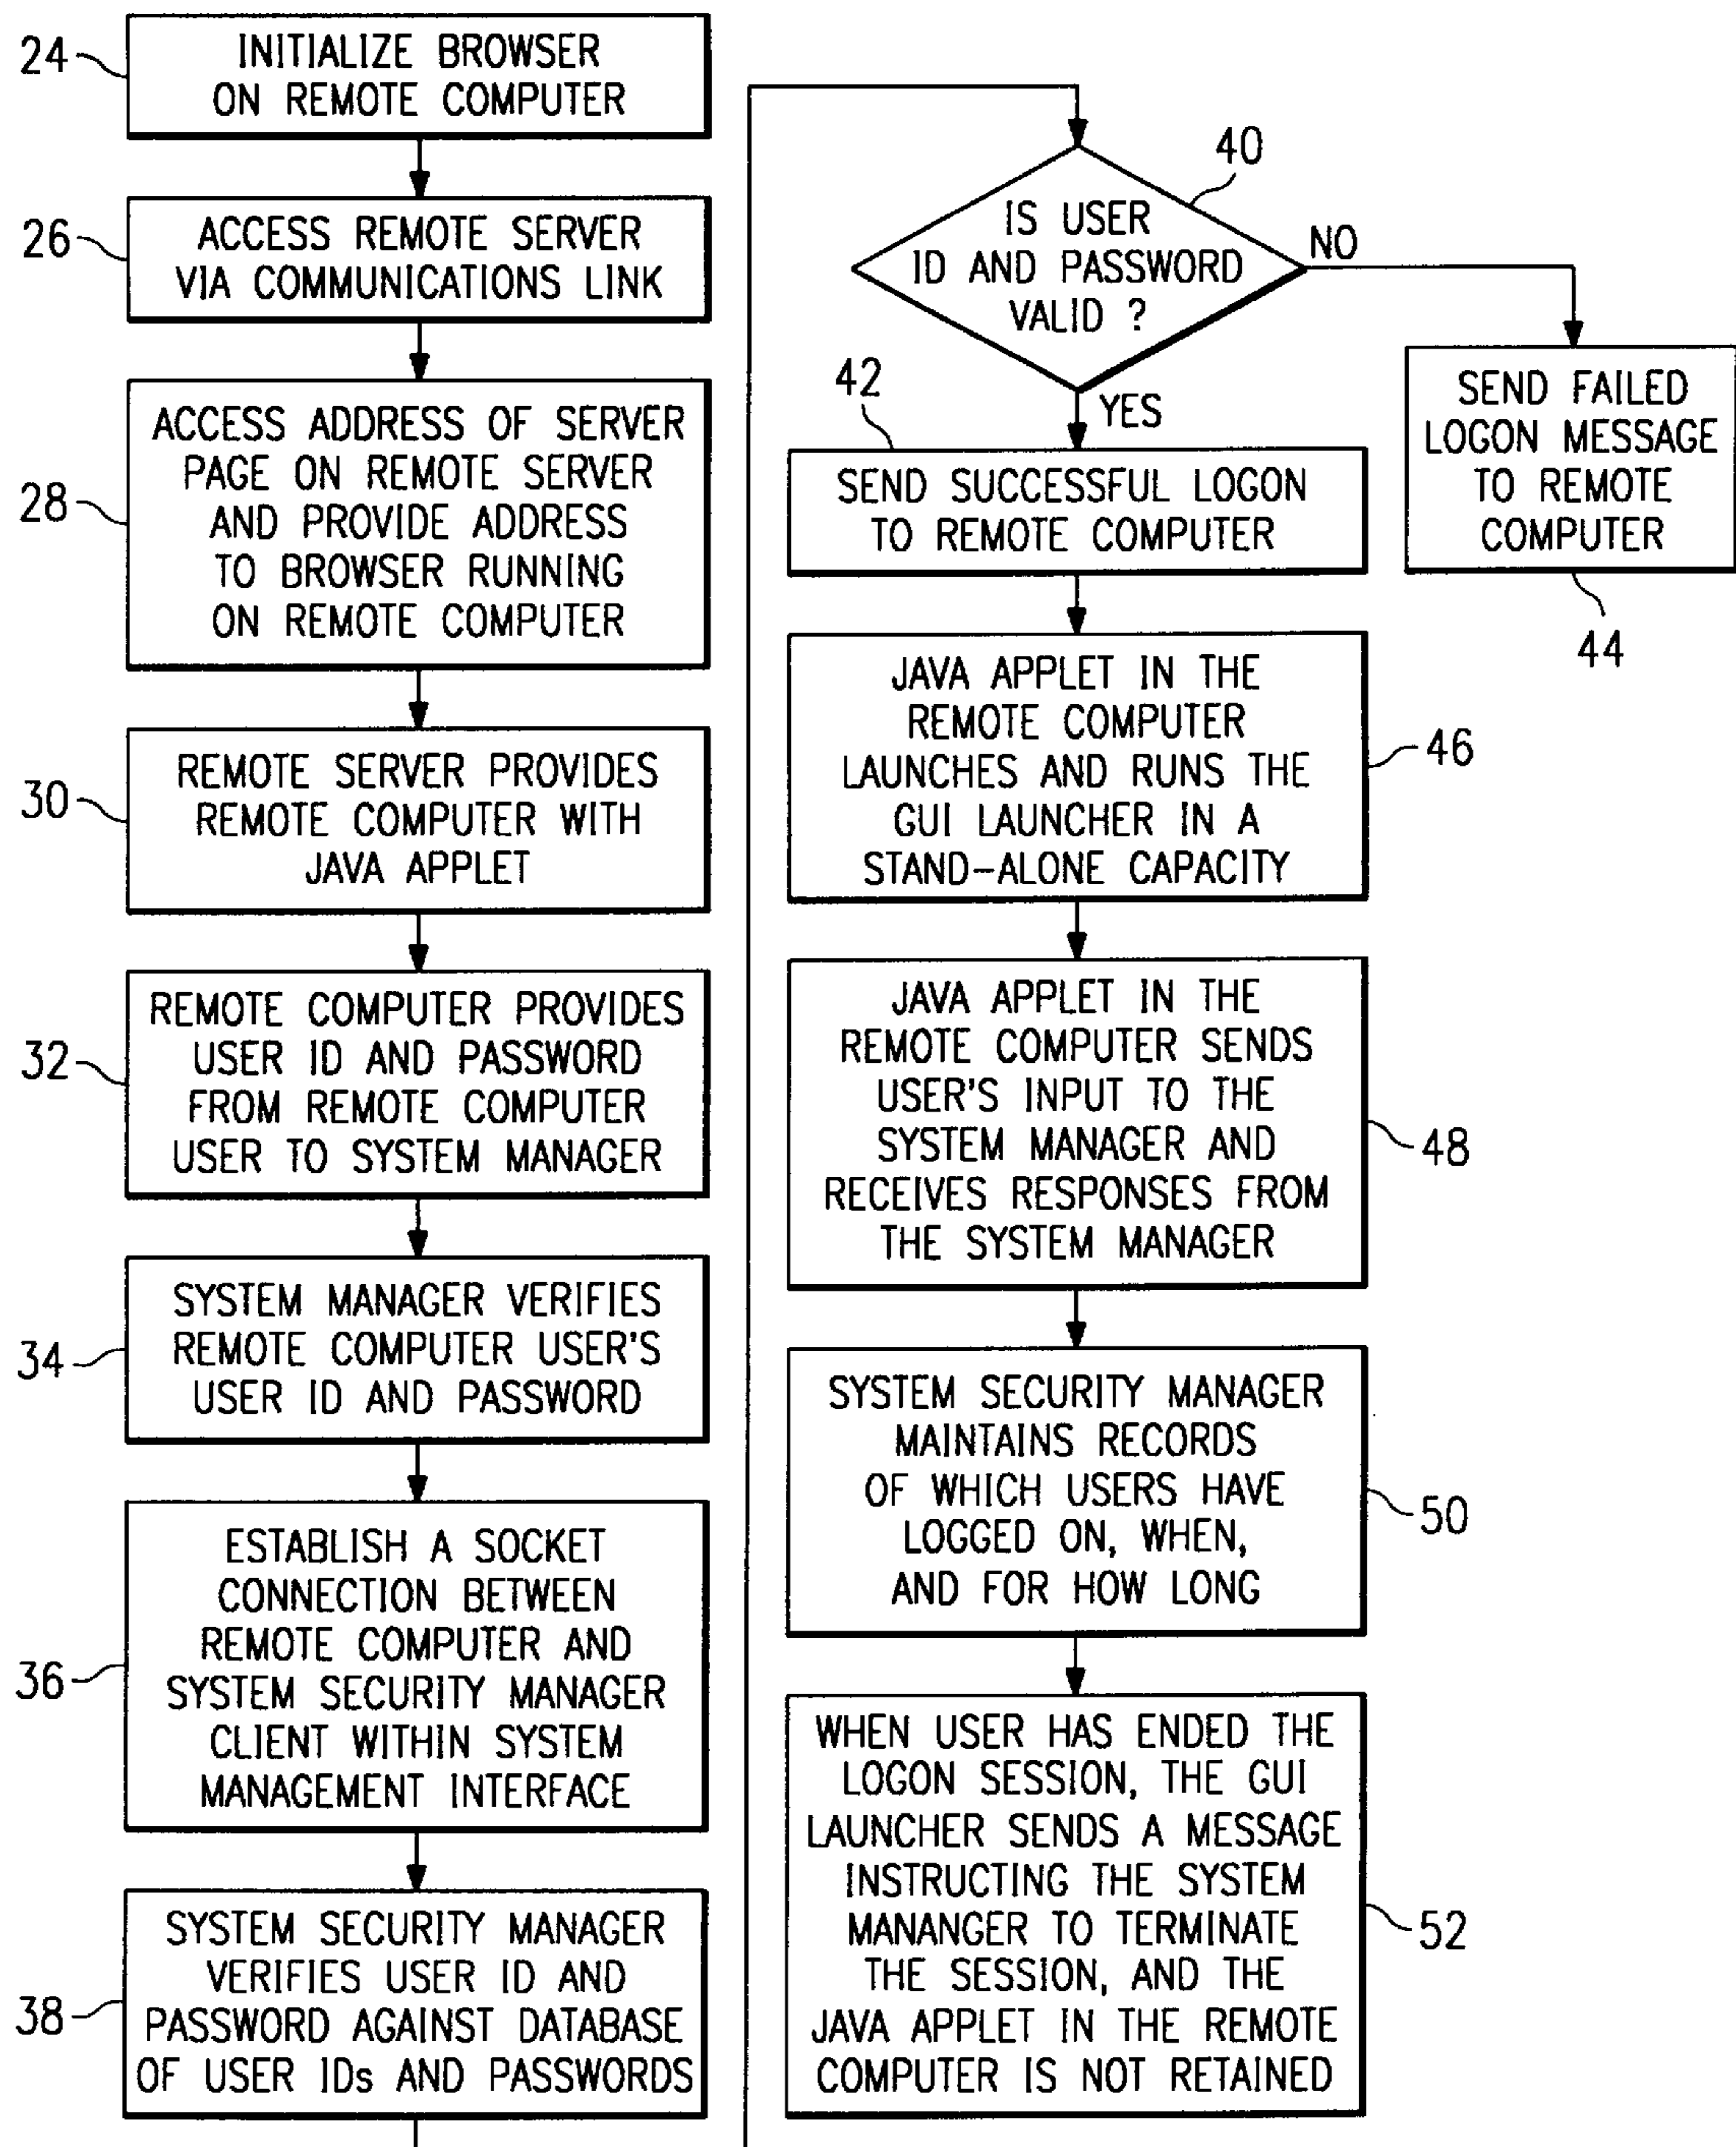 24
INITIALIZE BROWSER
ON REMOTE COMPUTER
26
ACCESS REMOTE SERVER
VIA COMMUNICATIONS LINK
28
ACCESS ADDRESS OF SERVER
PAGE ON REMOTE SERVER
AND PROVIDE ADDRESS
TO BROWSER RUNNING
ON REMOTE COMPUTER
30
REMOTE SERVER PROVIDES
REMOTE COMPUTER WITH
JAVA APPLET
32
REMOTE COMPUTER PROVIDES
USER ID AND PASSWORD
FROM REMOTE COMPUTER
USER TO SYSTEM MANAGER
34
SYSTEM MANAGER VERIFIES
REMOTE COMPUTER USER'S
USER ID AND PASSWORD
36
ESTABLISH A SOCKET
CONNECTION BETWEEN
REMOTE COMPUTER AND
SYSTEM SECURITY MANAGER
CLIENT WITHIN SYSTEM
MANAGEMENT INTERFACE
38
SYSTEM SECURITY MANAGER
VERIFIES USER ID AND
PASSWORD AGAINST DATABASE
OF USER IDs AND PASSWORDS
40
IS USER
ID AND PASSWORD
VALID ?
NO
YES
42
SEND SUCCESSFUL LOGON
TO REMOTE COMPUTER
SEND FAILED
LOGON MESSAGE
TO REMOTE
COMPUTER
44
JAVA APPLET IN THE
REMOTE COMPUTER
LAUNCHES AND RUNS THE
GUI LAUNCHER IN A
STAND-ALONE CAPACITY
46
JAVA APPLET IN THE
REMOTE COMPUTER SENDS
USER'S INPUT TO THE
SYSTEM MANAGER AND
RECEIVES RESPONSES FROM
THE SYSTEM MANAGER
48
SYSTEM SECURITY MANAGER
MAINTAINS RECORDS
OF WHICH USERS HAVE
LOGGED ON, WHEN,
AND FOR HOW LONG
50
WHEN USER HAS ENDED THE
LOGON SESSION, THE GUI
LAUNCHER SENDS A MESSAGE
INSTRUCTING THE SYSTEM
MANANGER TO TERMINATE
THE SESSION, AND THE
JAVA APPLET IN THE REMOTE
COMPUTER IS NOT RETAINED
52